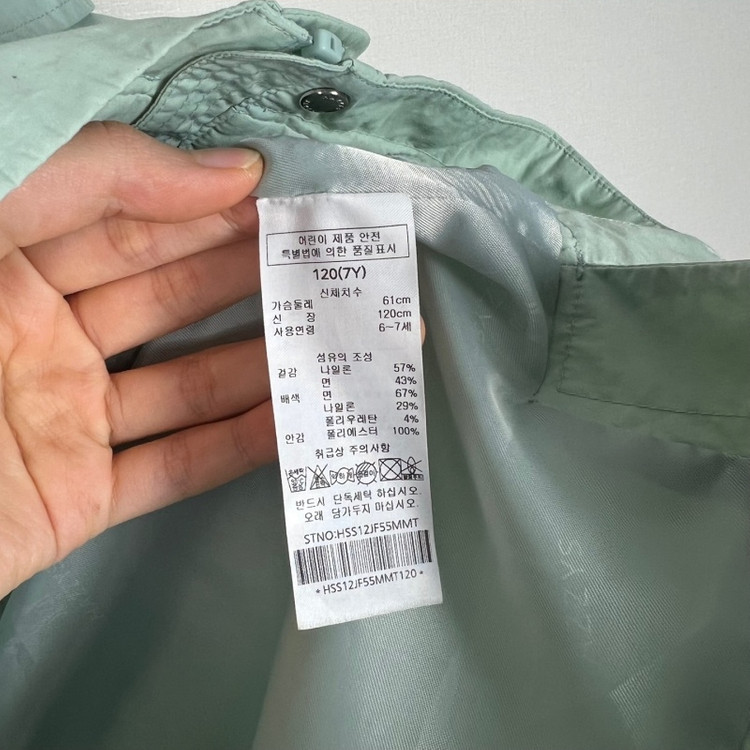 어린이 제품 안전
특별법에 의한 품질표시
120(7Y)
신체치수
가슴둘레 61cm
신 장 120cm
사용연령 6~7세
섬유의 조성
겉감 나일론 57%
면 43%
배색 면 67%
나일론 29%
폴리우레탄 4%
안감 폴리에스터 100%
취급상 주의사항
반드시 단독세탁 하십시오.
오래 담가두지 마십시오.
STNO:HSS12JF55MMT
*HSS12JF55MMT120*